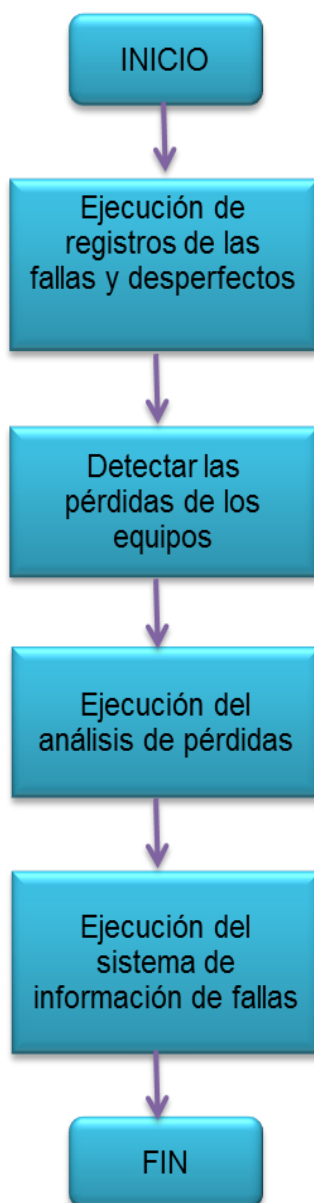 INICIO
Ejecución de
registros de las
fallas y desperfectos
Detectar las
pérdidas de los
equipos
Ejecución del
análisis de pérdidas
Ejecución del
sistema de
información de fallas
FIN